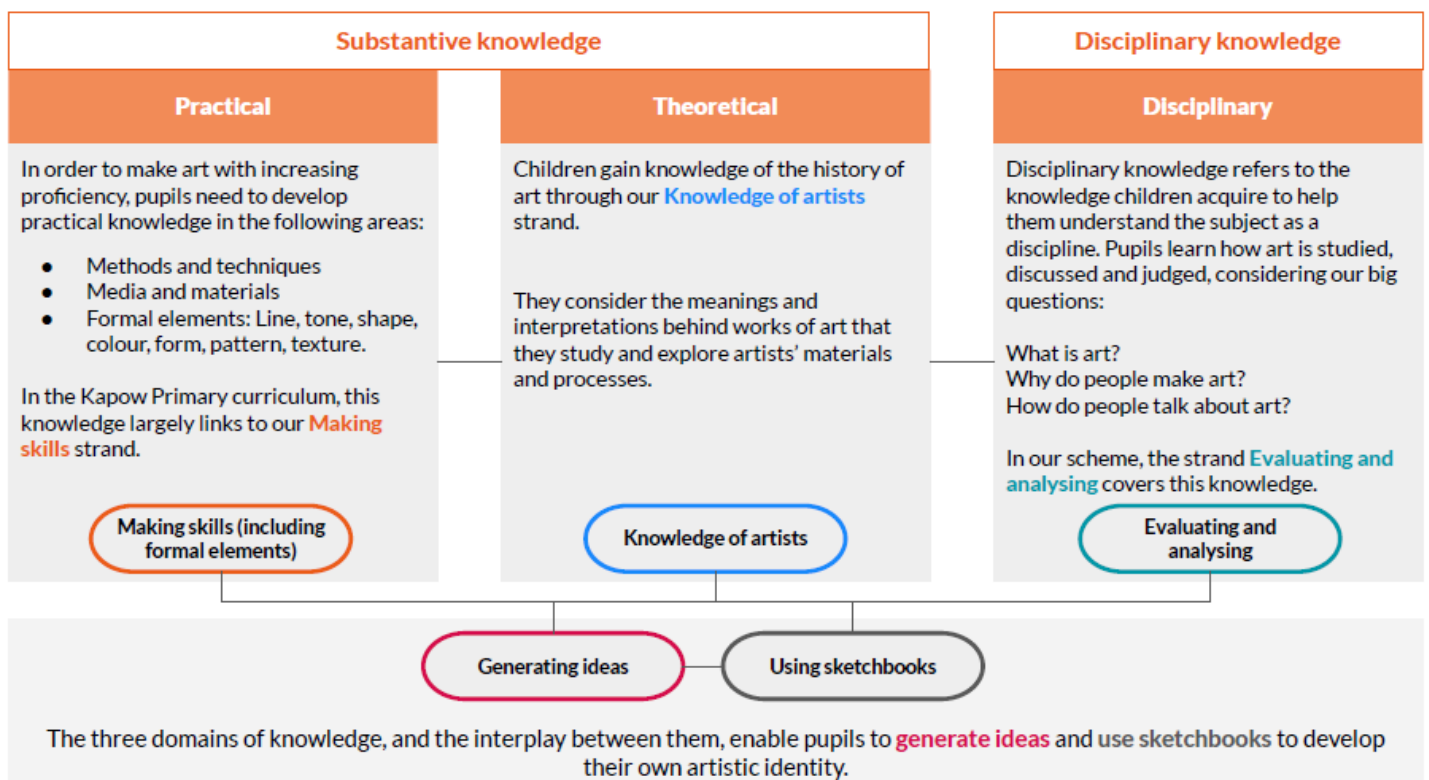 Substantive knowledge
Disciplinary knowledge
Practical
Theoretical
Disciplinary
In order to make art with increasing
proficiency, pupils need to develop
practical knowledge in the following areas:
● Methods and techniques
● Media and materials
● Formal elements: Line, tone, shape,
colour, form, pattern, texture.
In the Kapow Primary curriculum, this
knowledge largely links to our Making
skills strand.
Making skills (including
formal elements)
Children gain knowledge of the history of
art through our Knowledge of artists
strand.
They consider the meanings and
interpretations behind works of art that
they study and explore artists’ materials
and processes.
Knowledge of artists
Disciplinary knowledge refers to the
knowledge children acquire to help
them understand the subject as a
discipline. Pupils learn how art is studied,
discussed and judged, considering our big
questions:
What is art?
Why do people make art?
How do people talk about art?
In our scheme, the strand Evaluating and
analysing covers this knowledge.
Evaluating and
analysing
Generating ideas
Using sketchbooks
The three domains of knowledge, and the interplay between them, enable pupils to generate ideas and use sketchbooks to develop
their own artistic identity.